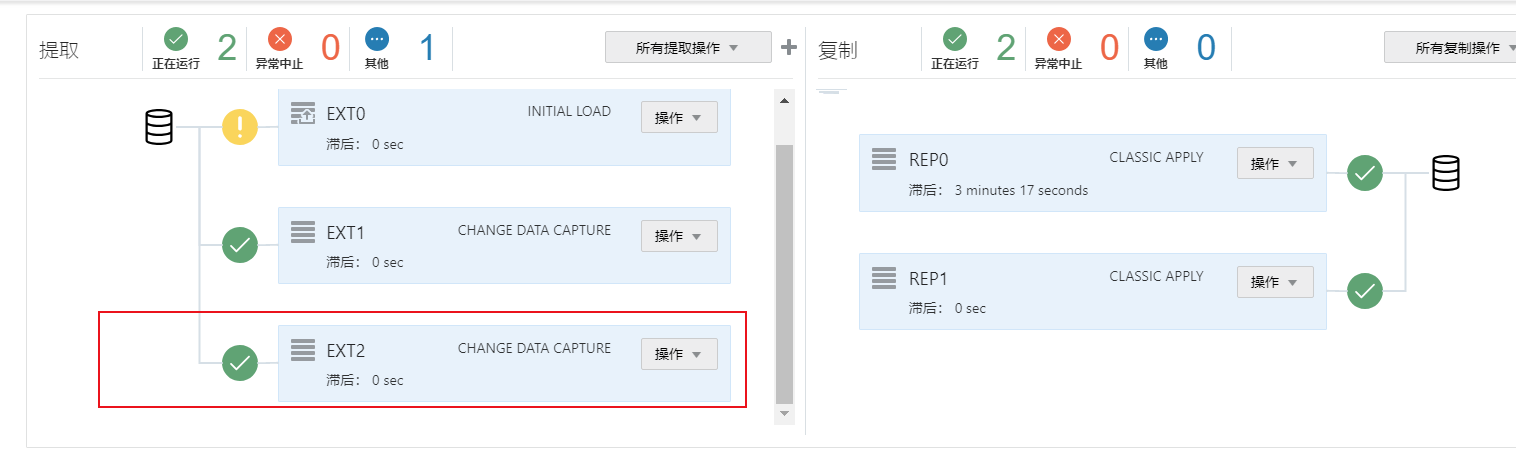 提取
正在运行
2
异常中止
0
其他
1
所有提取操作
EXT0
INITIAL LOAD
操作
滞后： 0 sec
EXT1
CHANGE DATA CAPTURE
操作
滞后： 0 sec
EXT2
CHANGE DATA CAPTURE
操作
滞后： 0 sec
复制
正在运行
2
异常中止
0
其他
0
所有复制操作
REP0
CLASSIC APPLY
操作
滞后： 3 minutes 17 seconds
REP1
CLASSIC APPLY
操作
滞后： 0 sec